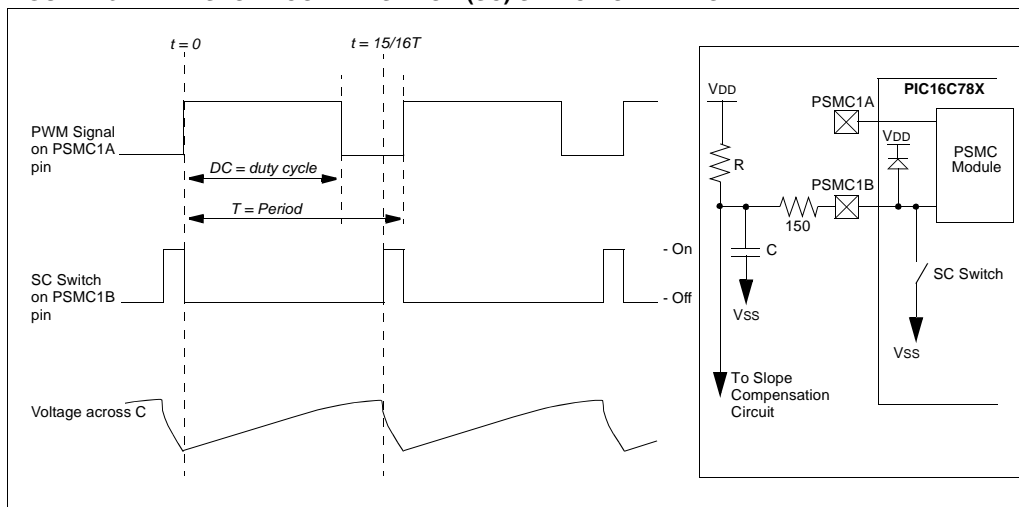 t = 0
t = 15/16T
PWM Signal
on PSMC1A
pin
DC = duty cycle
T = Period
SC Switch
on PSMC1B
pin
- On
- Off
Voltage across C
VDD
R
C
VSS
150
To Slope
Compensation
Circuit
PSMC1A
PSMC1B
PIC16C78X
VDD
PSMC
Module
SC Switch
VSS